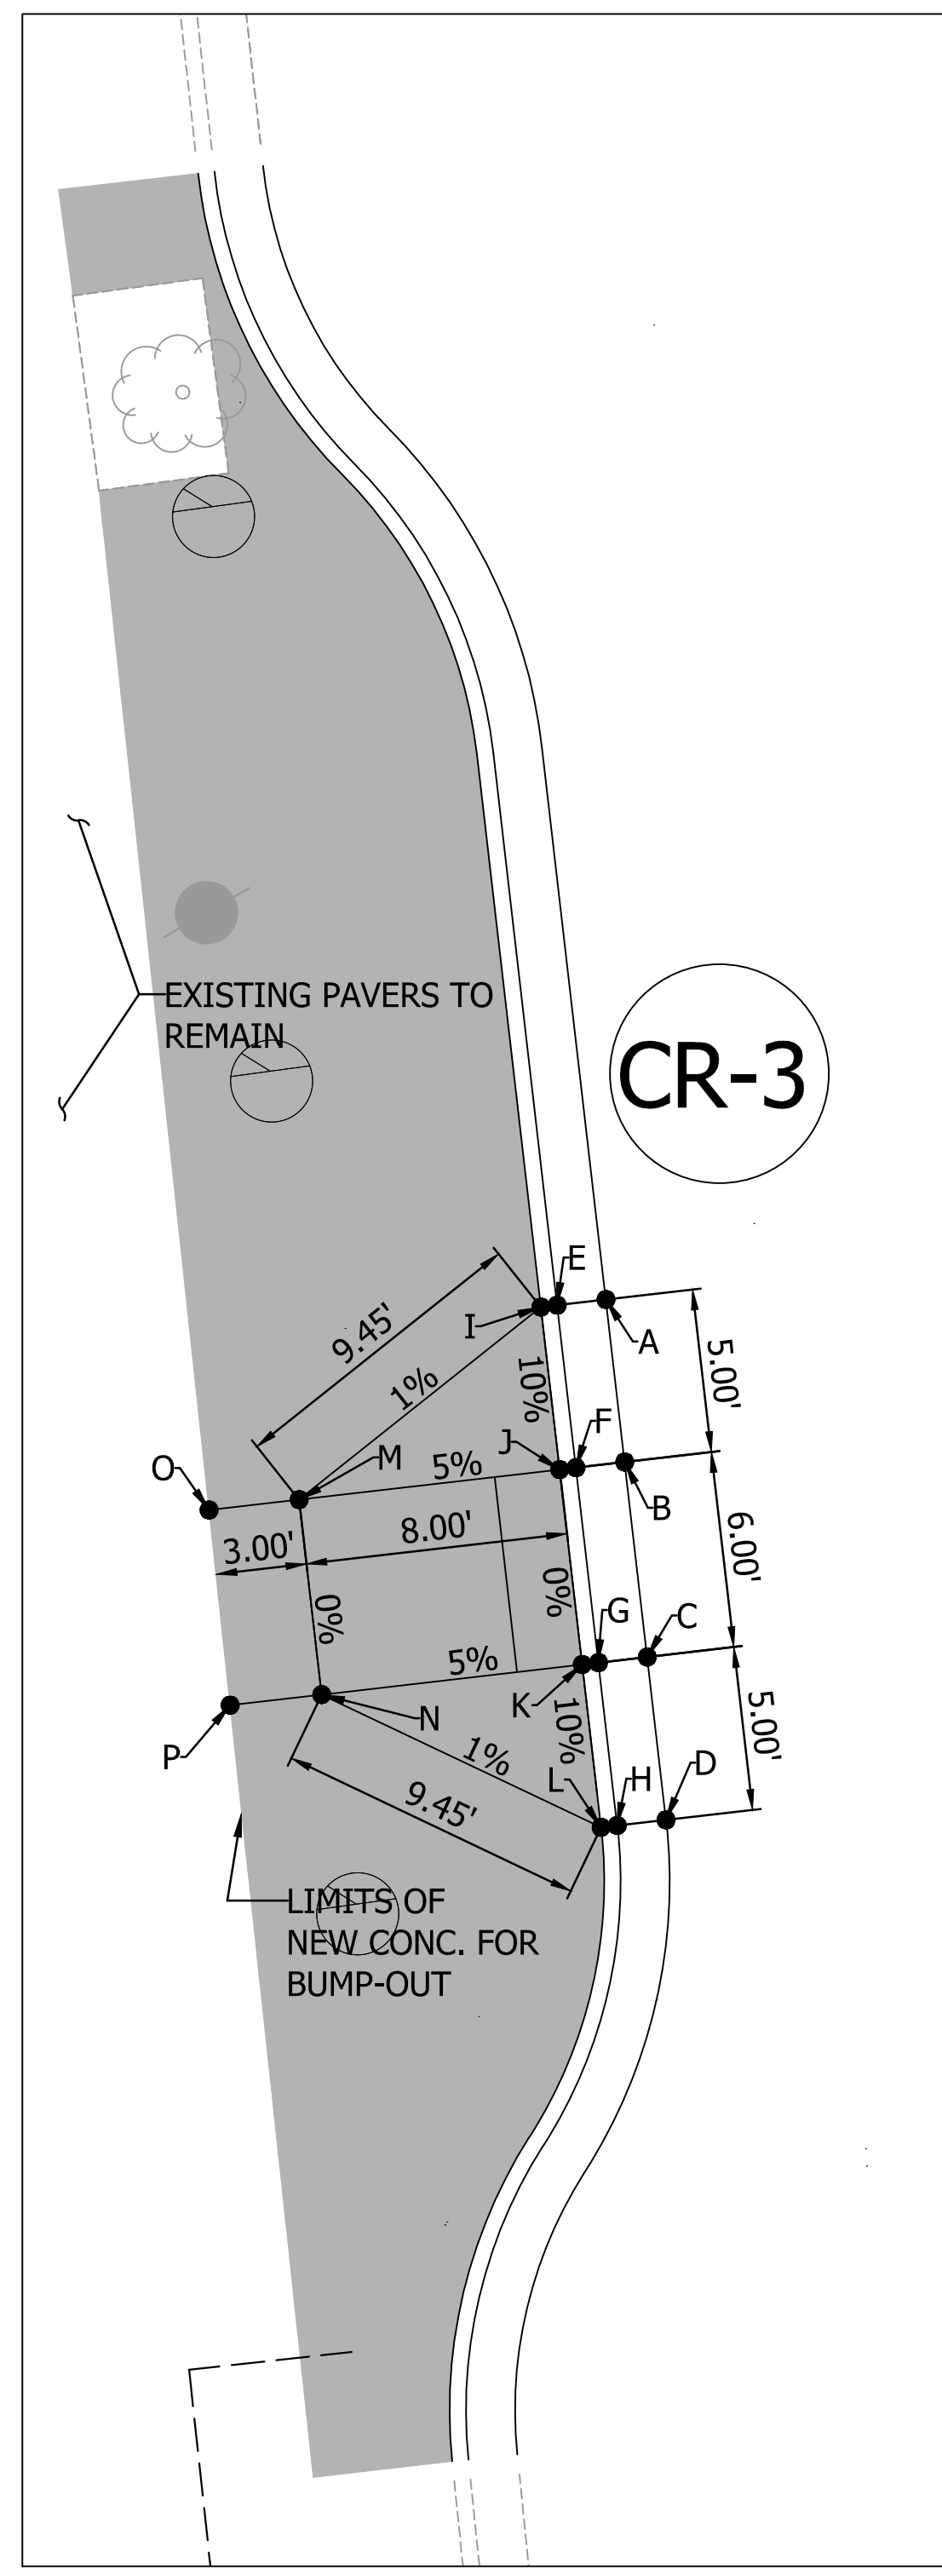 EXISTING PAVERS TO
REMAIN
CR-3
E
I
A
9.45'
1%
10%
5.00'
J
F
O
M
5%
B
3.00'
8.00'
6.00'
0%
0%
G
C
5%
K
N
P
10%
1%
L
H
D
5.00'
9.45'
LIMITS OF
NEW CONC. FOR
BUMP-OUT